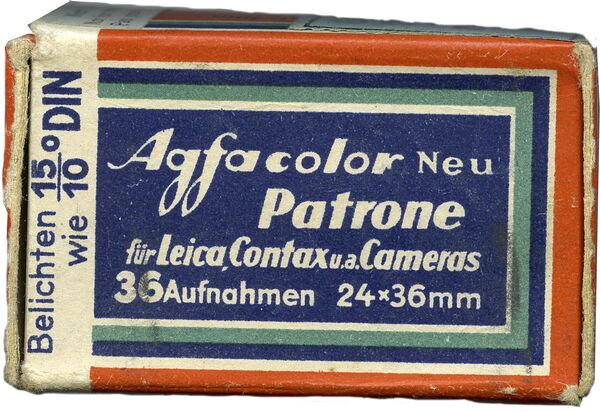 Agfacolor Neu
Patrone
für Leica, Contax u.a. Cameras
36 Aufnahmen 24×36mm
Belichten 15/10° DIN
wie